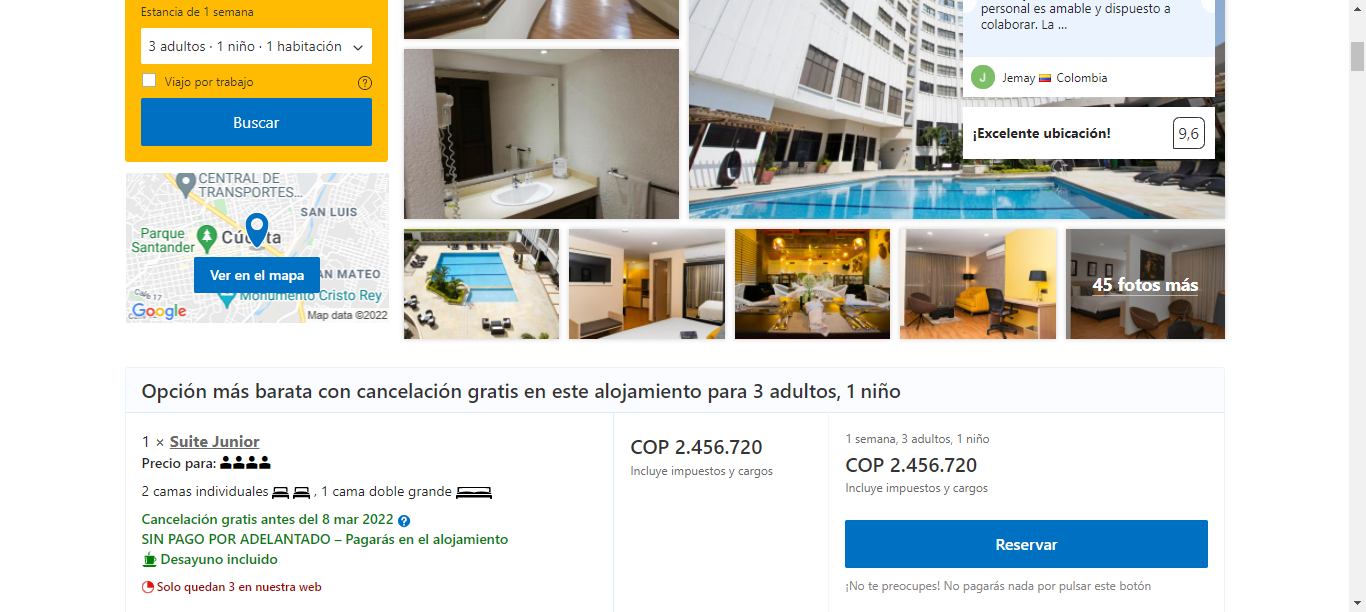 Estancia de 1 semana
3 adultos · 1 niño · 1 habitación
Viajo por trabajo
Buscar
CENTRAL DE
TRANSPORTES...
SAN LUIS
Parque
Santander
Ver en el mapa
AN MATEO
Monumento Cristo Rey
Google
Map data ©2022
personal es amable y dispuesto a
colaborar. La ...
J
Jemay Colombia
¡Excelente ubicación!
9,6
45 fotos más
Opción más barata con cancelación gratis en este alojamiento para 3 adultos, 1 niño
1 × Suite Junior
Precio para:
2 camas individuales , 1 cama doble grande
Cancelación gratis antes del 8 mar 2022
SIN PAGO POR ADELANTADO – Pagarás en el alojamiento
Desayuno incluido
Solo quedan 3 en nuestra web
COP 2.456.720
Incluye impuestos y cargos
1 semana, 3 adultos, 1 niño
COP 2.456.720
Incluye impuestos y cargos
Reservar
¡No te preocupes! No pagarás nada por pulsar este botón